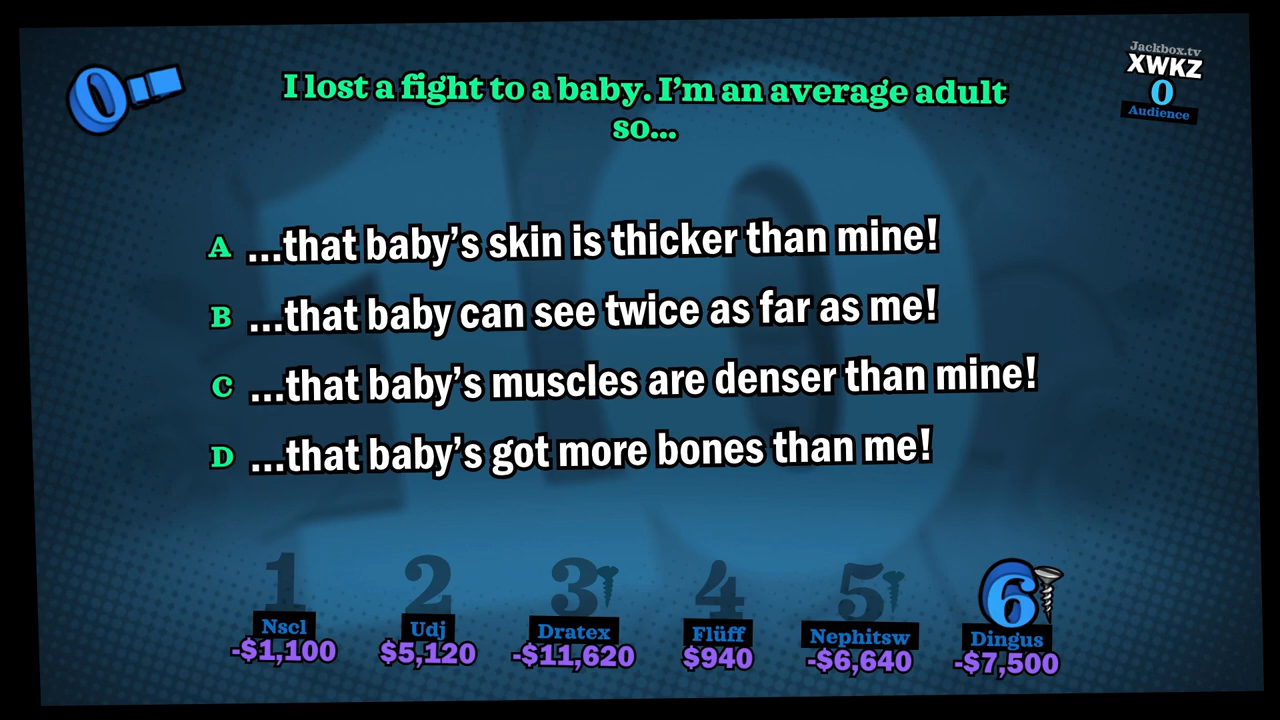 0
Jackbox.tv
XWKZ
0
Audience
I lost a fight to a baby. I'm an average adult
so...
A ...that baby's skin is thicker than mine!
B ...that baby can see twice as far as me!
C ...that baby's muscles are denser than mine!
D ...that baby's got more bones than me!
10
1 2 3 4 5 6
Nscl Udj Dratex Flüff Nephitsw Dingus
-$1,100 $5,120 -$11,620 $940 -$6,640 -$7,500